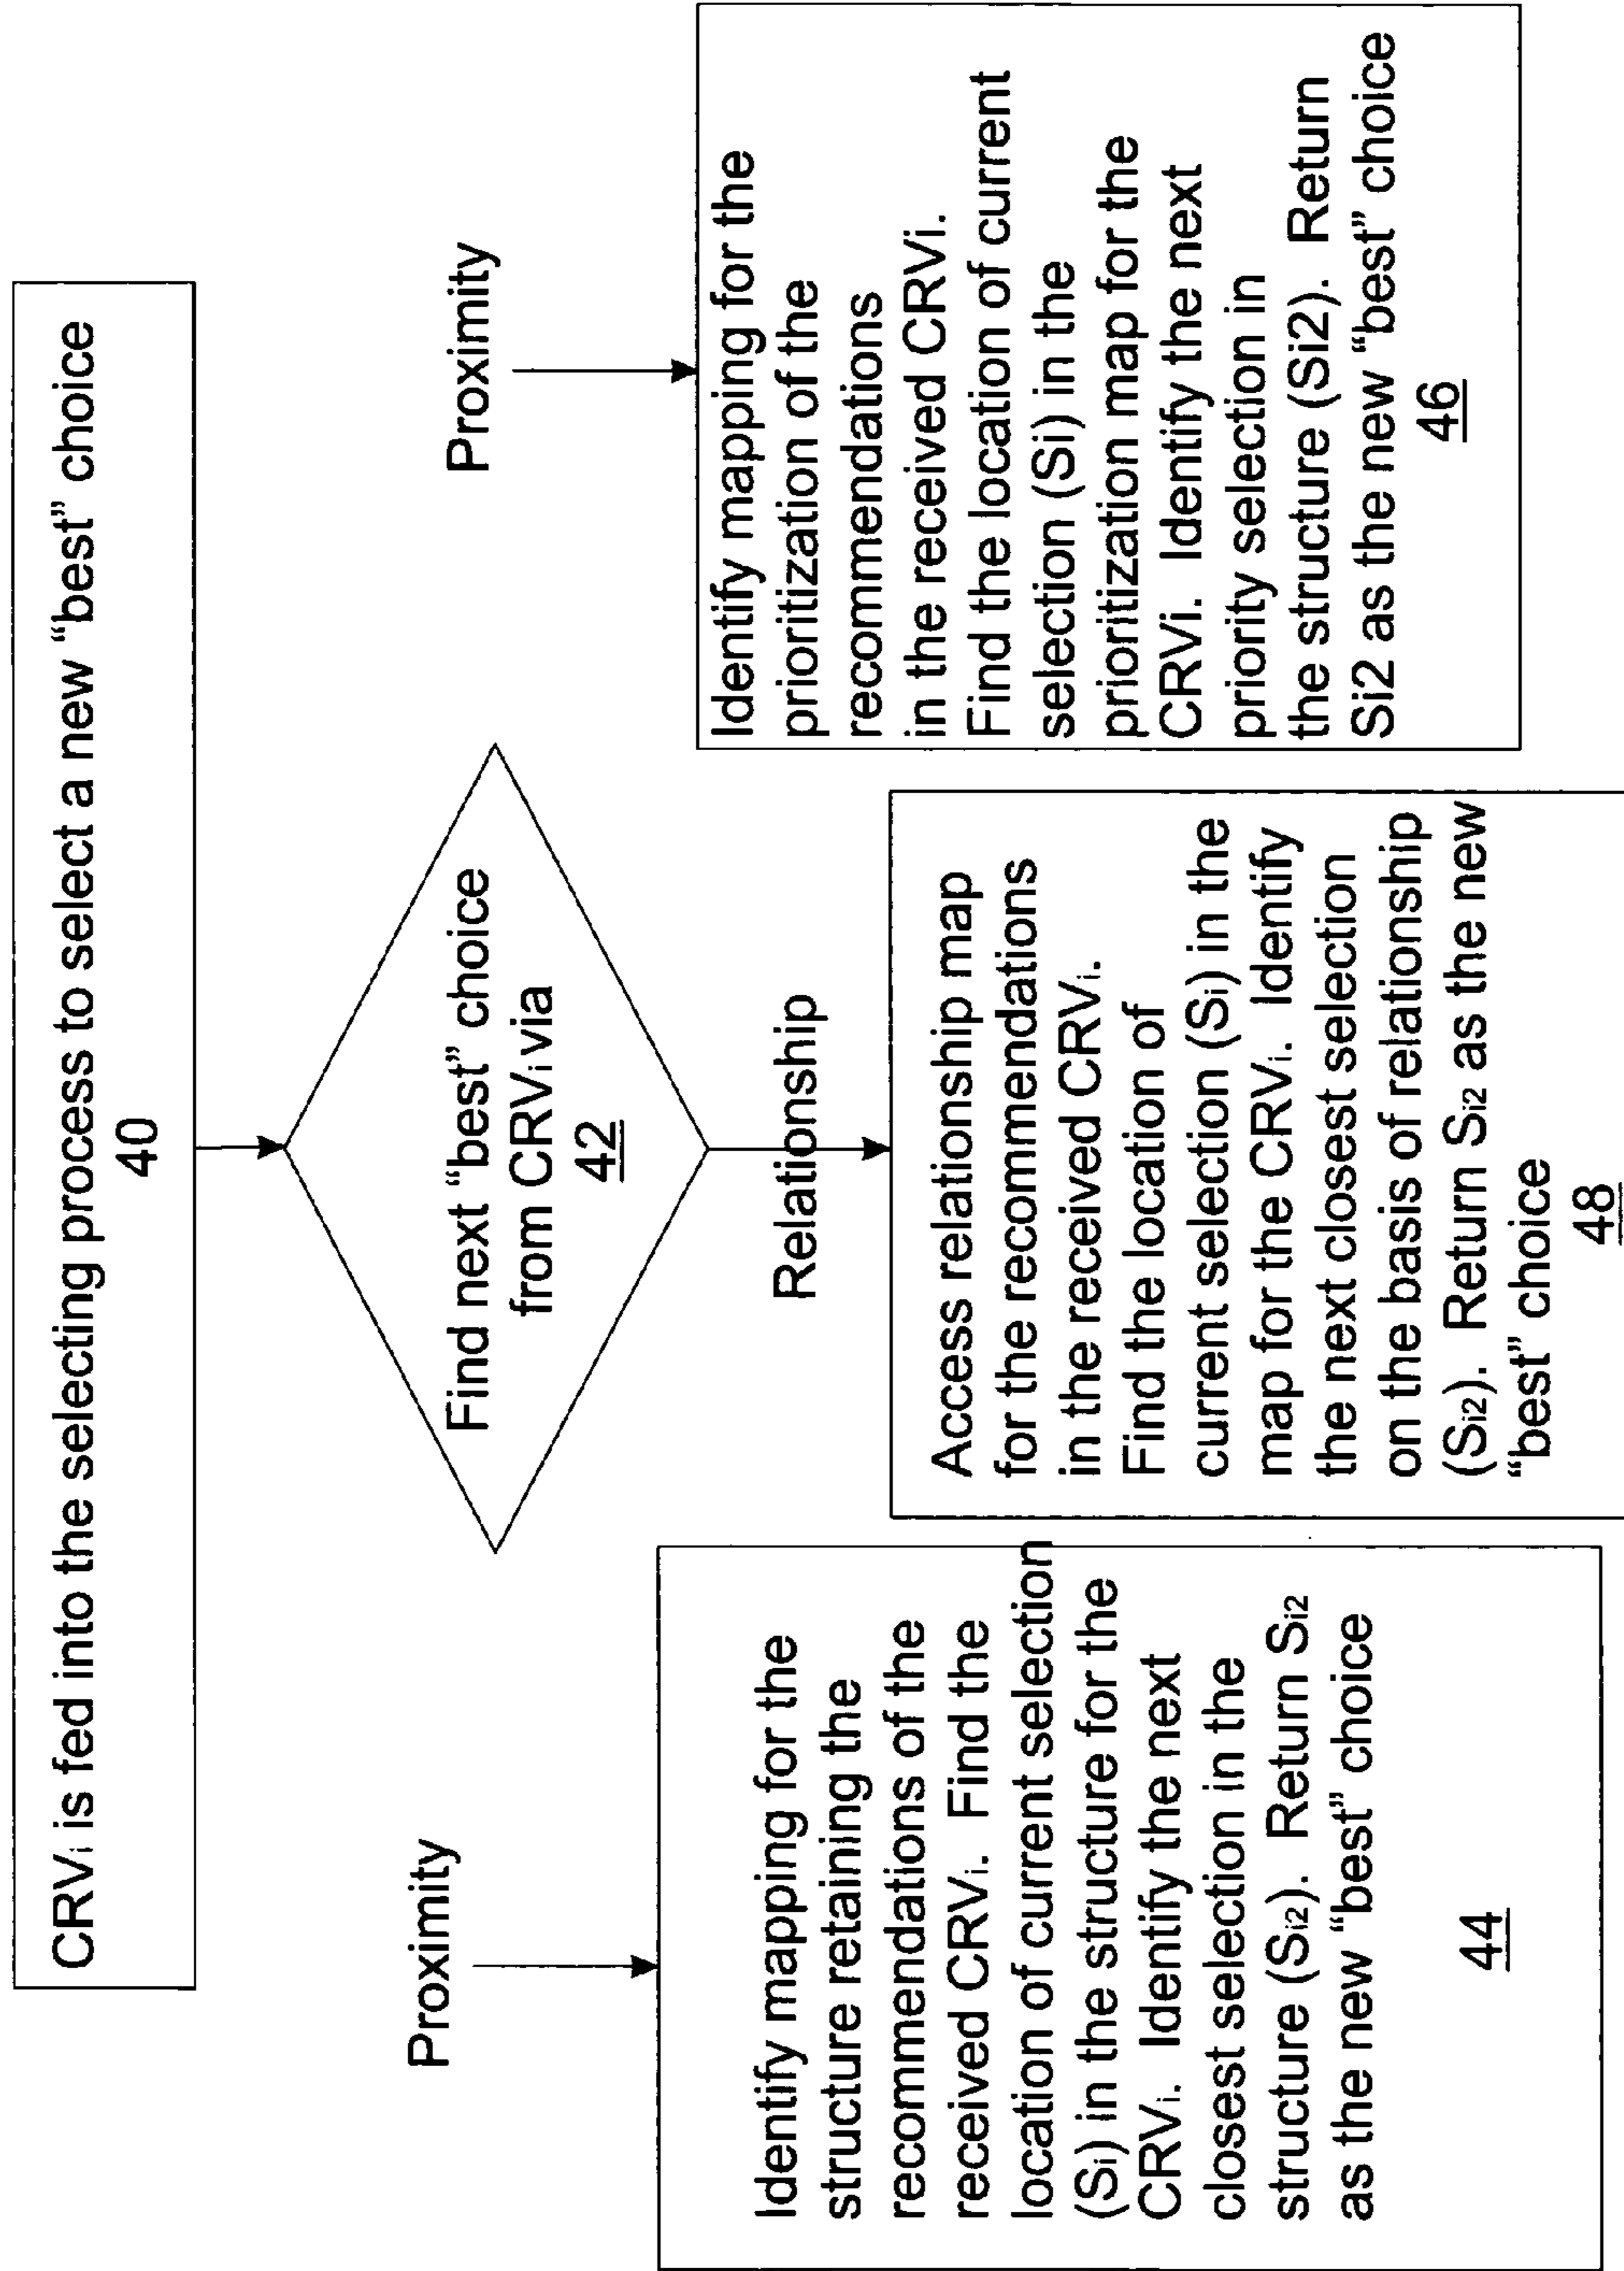 CRVi is fed into the selecting process to select a new “best” choice
40
Find next “best” choice
from CRVi via
42
Proximity
Relationship
Proximity
Identify mapping for the
structure retaining the
recommendations of the
received CRVi. Find the
location of current selection
(Si) in the structure for the
CRVi. Identify the next
closest selection in the
structure (Si2). Return Si2
as the new “best” choice
44
Access relationship map
for the recommendations
in the received CRVi.
Find the location of
current selection (Si) in the
map for the CRVi. Identify
the next closest selection
on the basis of relationship
(Si2). Return Si2 as the new
“best” choice
48
Identify mapping for the
prioritization of the
recommendations
in the received CRVi.
Find the location of current
selection (Si) in the
prioritization map for the
CRVi. Identify the next
priority selection in
the structure (Si2). Return
Si2 as the new “best” choice
46